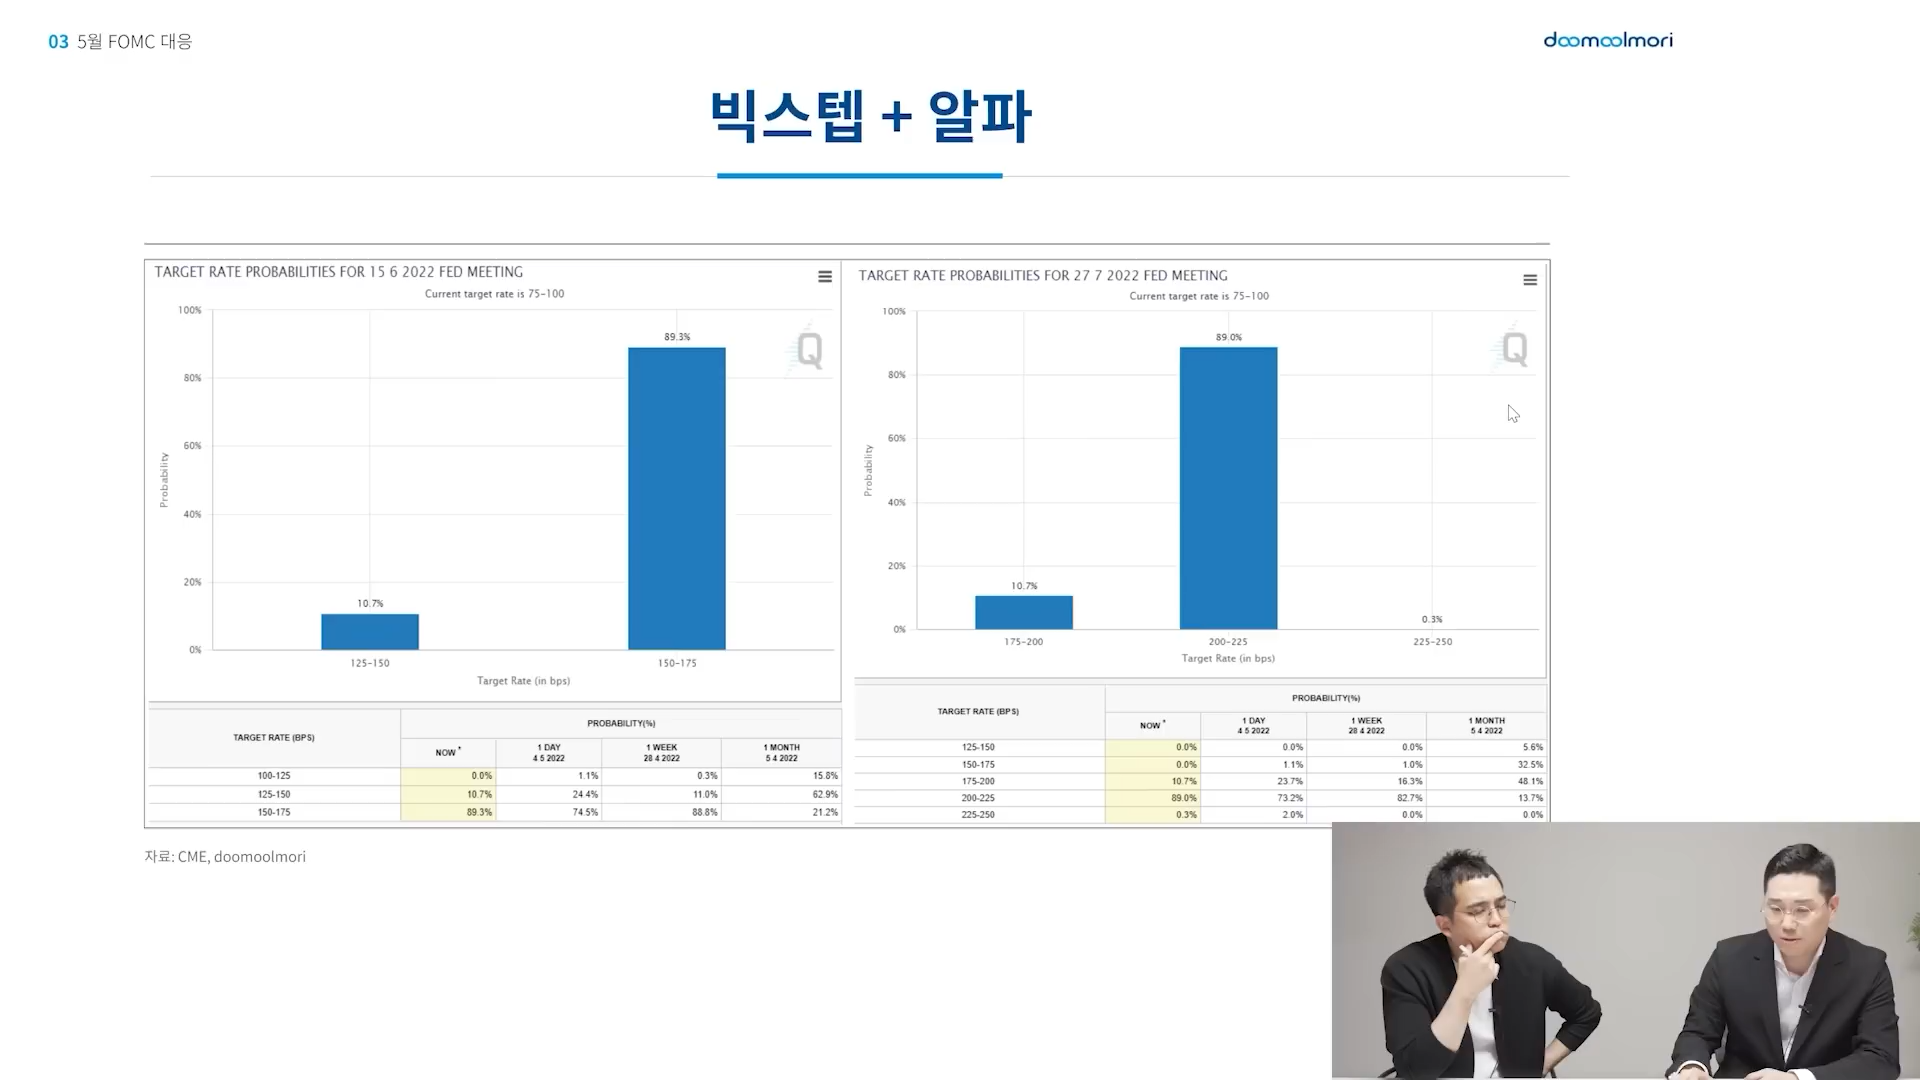 03 5월 FOMC 대응
doomoolmori
빅스텝 + 알파
TARGET RATE PROBABILITIES FOR 15 6 2022 FED MEETING
Current target rate is 75-100
100%
80%
60%
40%
20%
0%
Probability
89.3%
10.7%
125-150
150-175
Target Rate (in bps)
Q
TARGET RATE (BPS)
PROBABILITY(%)
NOW *
1 DAY 4 5 2022
1 WEEK 28 4 2022
1 MONTH 5 4 2022
100-125 0.0% 1.1% 0.3% 15.8%
125-150 10.7% 24.4% 11.0% 62.9%
150-175 89.3% 74.5% 88.8% 21.2%
TARGET RATE PROBABILITIES FOR 27 7 2022 FED MEETING
Current target rate is 75-100
100%
80%
60%
40%
20%
0%
Probability
10.7%
89.0%
0.3%
175-200
200-225
225-250
Target Rate (in bps)
Q
TARGET RATE (BPS)
PROBABILITY(%)
NOW *
1 DAY 4 5 2022
1 WEEK 28 4 2022
1 MONTH 5 4 2022
125-150 0.0% 0.0% 0.0% 5.6%
150-175 0.0% 1.1% 1.0% 32.5%
175-200 10.7% 23.7% 16.3% 48.1%
200-225 89.0% 73.2% 82.7% 13.7%
225-250 0.3% 2.0% 0.0% 0.0%
자료: CME, doomoolmori